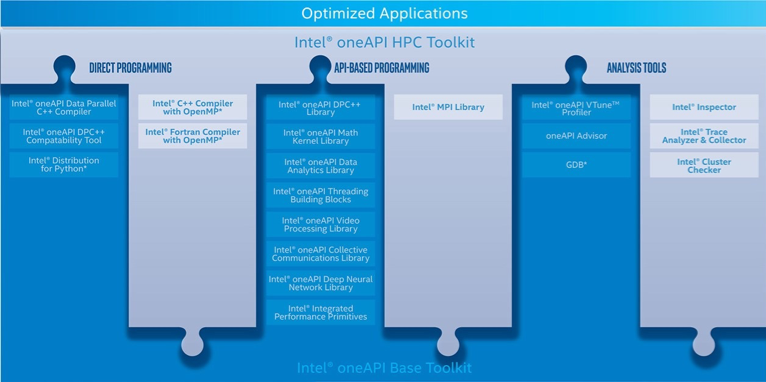 Optimized Applications
Intel® oneAPI HPC Toolkit
DIRECT PROGRAMMING
Intel® oneAPI Data Parallel
C++ Compiler
Intel® oneAPI DPC++
Compatability Tool
Intel® Distribution
for Python*
Intel® C++ Compiler
with OpenMP*
Intel® Fortran Compiler
with OpenMP*
API-BASED PROGRAMMING
Intel® oneAPI DPC++
Library
Intel® oneAPI Math
Kernel Library
Intel® oneAPI Data
Analytics Library
Intel® oneAPI Threading
Building Blocks
Intel® oneAPI Video
Processing Library
Intel® oneAPI Collective
Communications Library
Intel® oneAPI Deep Neural
Network Library
Intel® Integrated
Performance Primitives
Intel® MPI Library
ANALYSIS TOOLS
Intel® oneAPI VTune™
Profiler
oneAPI Advisor
GDB*
Intel® Inspector
Intel® Trace
Analyzer & Collector
Intel® Cluster
Checker
Intel® oneAPI Base Toolkit